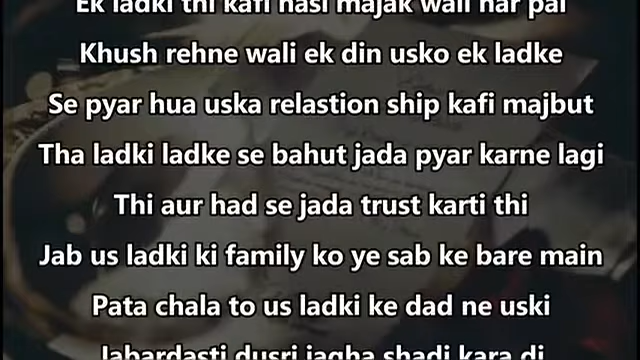 Ek ladki thi kafi hasi majak wali har pal
Khush rehne wali ek din usko ek ladke
Se pyar hua uska relastion ship kafi majbut
Tha ladki ladke se bahut jada pyar karne lagi
Thi aur had se jada trust karti thi
Jab us ladki ki family ko ye sab ke bare main
Pata chala to us ladki ke dad ne uski
Jabardasti dusri jagha shadi kara di